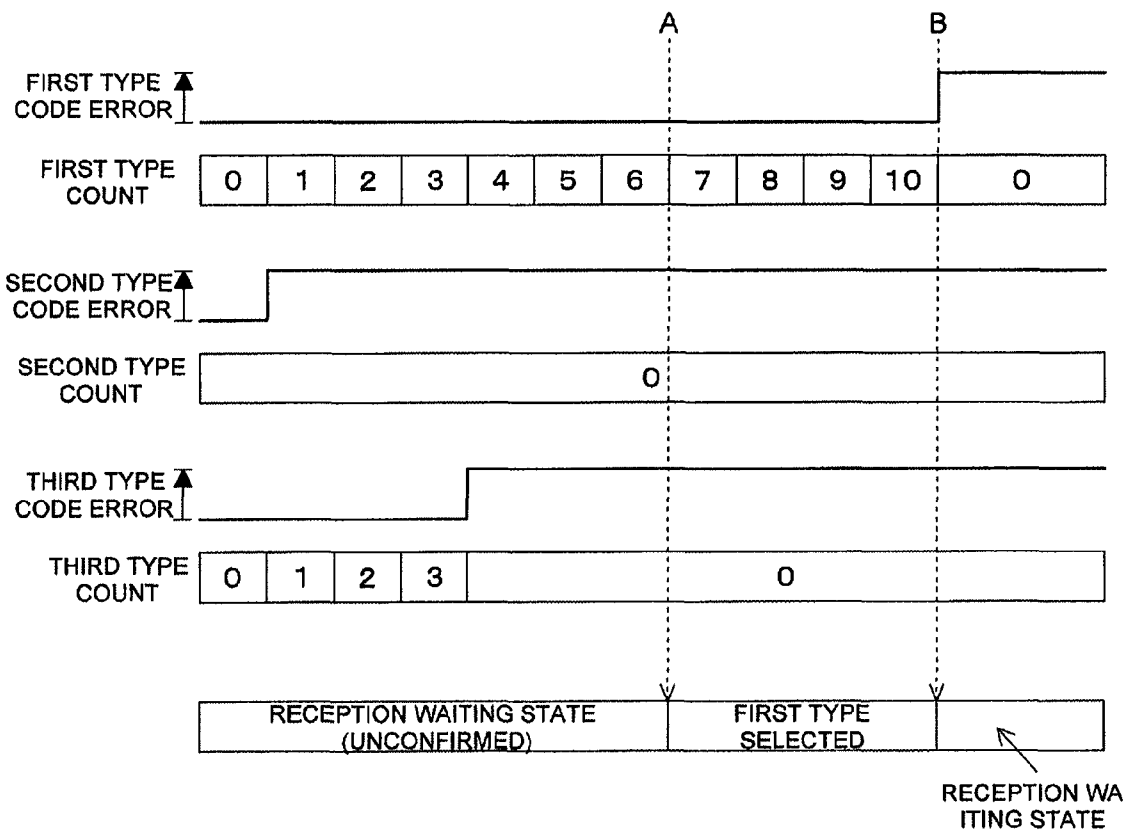 A B
FIRST TYPE
CODE ERROR
FIRST TYPE
COUNT
0 1 2 3 4 5 6 7 8 9 10 0
SECOND TYPE
CODE ERROR
SECOND TYPE
COUNT
0
THIRD TYPE
CODE ERROR
THIRD TYPE
COUNT
0 1 2 3 0
RECEPTION WAITING STATE
(UNCONFIRMED)
FIRST TYPE
SELECTED
RECEPTION WA
ITING STATE